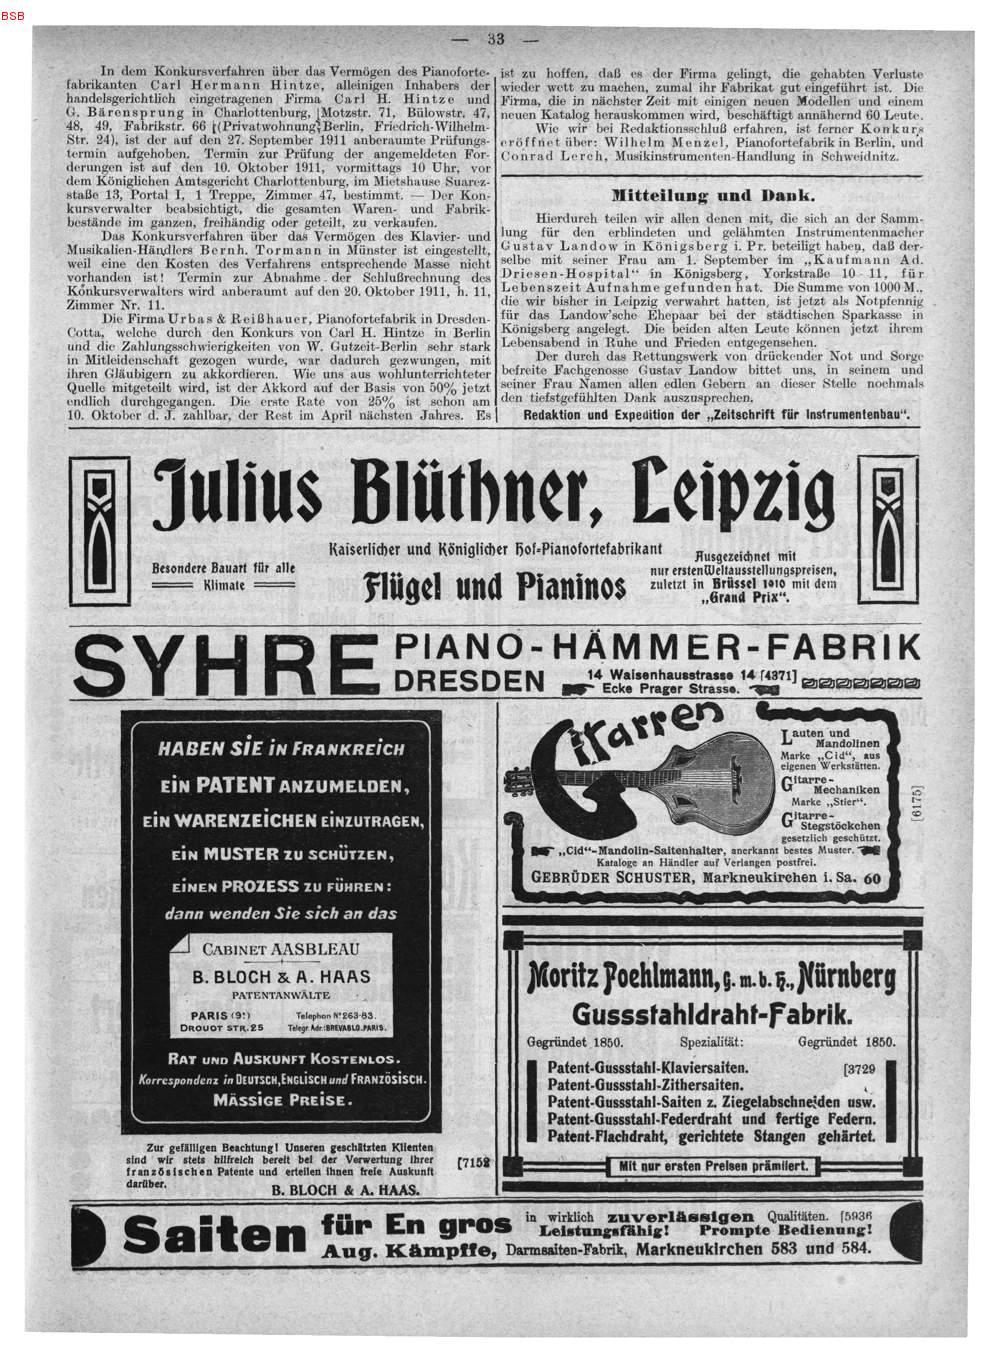 BSB
— 33 —
In dem Konkursverfahren über das Vermögen des Pianoforte-
fabrikanten Carl Hermann Hintze, alleinigen Inhabers der
handelsgerichtlich eingetragenen Firma Carl H. Hintze und
G. Bärensprung in Charlottenburg, Motzstr. 71, Bülowstr. 47,
48, 49, Fabrikstr. 66 (Privatwohnung Berlin, Friedrich-Wilhelm-
Str. 24), ist der auf den 27. September 1911 anberaumte Prüfungs-
termin aufgehoben. Termin zur Prüfung der angemeldeten For-
derungen ist auf den 10. Oktober 1911, vormittags 10 Uhr, vor
dem Königlichen Amtsgericht Charlottenburg, im Mietshause Suarez-
straße 13, Portal I, 1 Treppe, Zimmer 47, bestimmt. — Der Kon-
kursverwalter beabsichtigt, die gesamten Waren- und Fabrik-
bestände im ganzen, freihändig oder geteilt, zu verkaufen.
Das Konkursverfahren über das Vermögen des Klavier- und
Musikalien-Händlers Bernh. Tormann in Münster ist eingestellt,
weil eine den Kosten des Verfahrens entsprechende Masse nicht
vorhanden ist! Termin zur Abnahme der Schlußrechnung des
Konkursverwalters wird anberaumt auf den 20. Oktober 1911, h. 11,
Zimmer Nr. 11.
Die Firma Urbas & Reißhauer, Pianofortefabrik in Dresden-
Cotta, welche durch den Konkurs von Carl H. Hintze in Berlin
und die Zahlungsschwierigkeiten von W. Gutzeit-Berlin sehr stark
in Mitleidenschaft gezogen wurde, war dadurch gezwungen, mit
ihren Gläubigern zu akkordieren. Wie uns aus wohlunterrichteter
Quelle mitgeteilt wird, ist der Akkord auf der Basis von 50% jetzt
endlich durchgegangen. Die erste Rate von 25% ist schon am
10. Oktober d. J. zahlbar, der Rest im April nächsten Jahres. Es
ist zu hoffen, daß es der Firma gelingt, die gehabten Verluste
wieder wett zu machen, zumal ihr Fabrikat gut eingeführt ist. Die
Firma, die in nächster Zeit mit einigen neuen Modellen und einem
neuen Katalog herauskommen wird, beschäftigt annähernd 60 Leute.
Wie wir bei Redaktionsschluß erfahren, ist ferner Konkurs
eröffnet über: Wilhelm Menzel, Pianofortefabrik in Berlin, und
Conrad Lerch, Musikinstrumenten-Handlung in Schweidnitz.
Mitteilung und Dank.
Hierdurch teilen wir allen denen mit, die sich an der Samm-
lung für den erblindeten und gelähmten Instrumentenmacher
Gustav Landow in Königsberg i. Pr. beteiligt haben, daß der-
selbe mit seiner Frau am 1. September im „Kaufmann Ad.
Driesen-Hospital“ in Königsberg, Yorkstraße 10-11, für
Lebenszeit Aufnahme gefunden hat. Die Summe von 1000 M.,
die wir bisher in Leipzig verwahrt hatten, ist jetzt als Notpfennig
für das Landow'sche Ehepaar bei der städtischen Sparkasse in
Königsberg angelegt. Die beiden alten Leute können jetzt ihrem
Lebensabend in Ruhe und Frieden entgegensehen.
Der durch das Rettungswerk von drückender Not und Sorge
befreite Fachgenosse Gustav Landow bittet uns, in seinem und
seiner Frau Namen allen edlen Gebern an dieser Stelle nochmals
den tiefstgefühlten Dank auszusprechen.
Redaktion und Expedition der „Zeitschrift für Instrumentenbau“.
Julius Blüthner, Leipzig
Kaiserlicher und Königlicher Hof-Pianofortefabrikant
Besondere Bauart für alle
Klimate
Flügel und Pianinos
Ausgezeichnet mit
nur ersten Weltausstellungspreisen,
zuletzt in Brüssel 1910 mit dem
„Grand Prix“.
SYHRE PIANO-HÄMMER-FABRIK
DRESDEN
14 Waisenhausstrasse 14 [4371]
Ecke Prager Strasse.
HABEN SIE IN FRANKREICH
EIN PATENT ANZUMELDEN,
EIN WARENZEICHEN EINZUTRAGEN,
EIN MUSTER ZU SCHÜTZEN,
EINEN PROZESS ZU FÜHREN:
dann wenden Sie sich an das
CABINET AASBLEAU
B. BLOCH & A. HAAS
PATENTANWÄLTE
PARIS (9e)
DROUOT STR. 25
Telephon Nº 263-83.
Telegr. Adr.: BREVABLO. PARIS.
RAT UND AUSKUNFT KOSTENLOS.
Korrespondenz in DEUTSCH, ENGLISCH und FRANZÖSISCH.
MÄSSIGE PREISE.
Zur gefälligen Beachtung! Unseren geschätzten Klienten
sind wir stets hilfreich bereit bei der Verwertung ihrer
französischen Patente und erteilen ihnen freie Auskunft
darüber.
B. BLOCH & A. HAAS.
[7152
Gitarren
Lauten und
Mandolinen
Marke „Cid“, aus
eigenen Werkstätten.
Gitarre-
Mechaniken
Marke „Stier“.
Gitarre-
Stegstöckchen
gesetzlich geschützt.
[6175]
„Cid“-Mandolin-Saitenhalter, anerkannt bestes Muster.
Kataloge an Händler auf Verlangen postfrei.
GEBRÜDER SCHUSTER, Markneukirchen i. Sa. 60
Moritz Poehlmann, G. m. b. H., Nürnberg
Gussstahldraht-Fabrik.
Gegründet 1850. Spezialität: Gegründet 1850.
Patent-Gussstahl-Klaviersaiten. [3729
Patent-Gussstahl-Zithersaiten.
Patent-Gussstahl-Saiten z. Ziegelabschneiden usw.
Patent-Gussstahl-Federdraht und fertige Federn.
Patent-Flachdraht, gerichtete Stangen gehärtet.
Mit nur ersten Preisen prämiiert.
Saiten für En gros
in wirklich zuverlässigen Qualitäten. [5936
Leistungsfähig! Prompte Bedienung!
Aug. Kämpffe, Darmsaiten-Fabrik, Markneukirchen 583 und 584.